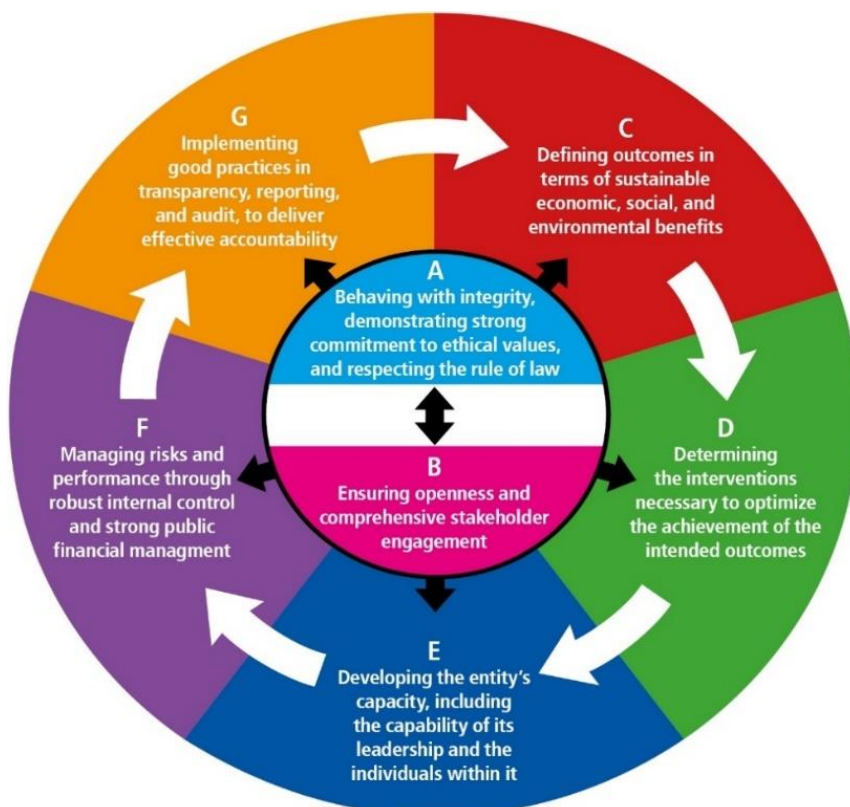 G
Implementing
good practices in
transparency, reporting,
and audit, to deliver
effective accountability
C
Defining outcomes in
terms of sustainable
economic, social, and
environmental benefits
A
Behaving with integrity,
demonstrating strong
commitment to ethical values,
and respecting the rule of law
B
Ensuring openness and
comprehensive stakeholder
engagement
F
Managing risks and
performance through
robust internal control
and strong public
financial managment
D
Determining
the interventions
necessary to optimize
the achievement of the
intended outcomes
E
Developing the entity’s
capacity, including
the capability of its
leadership and the
individuals within it